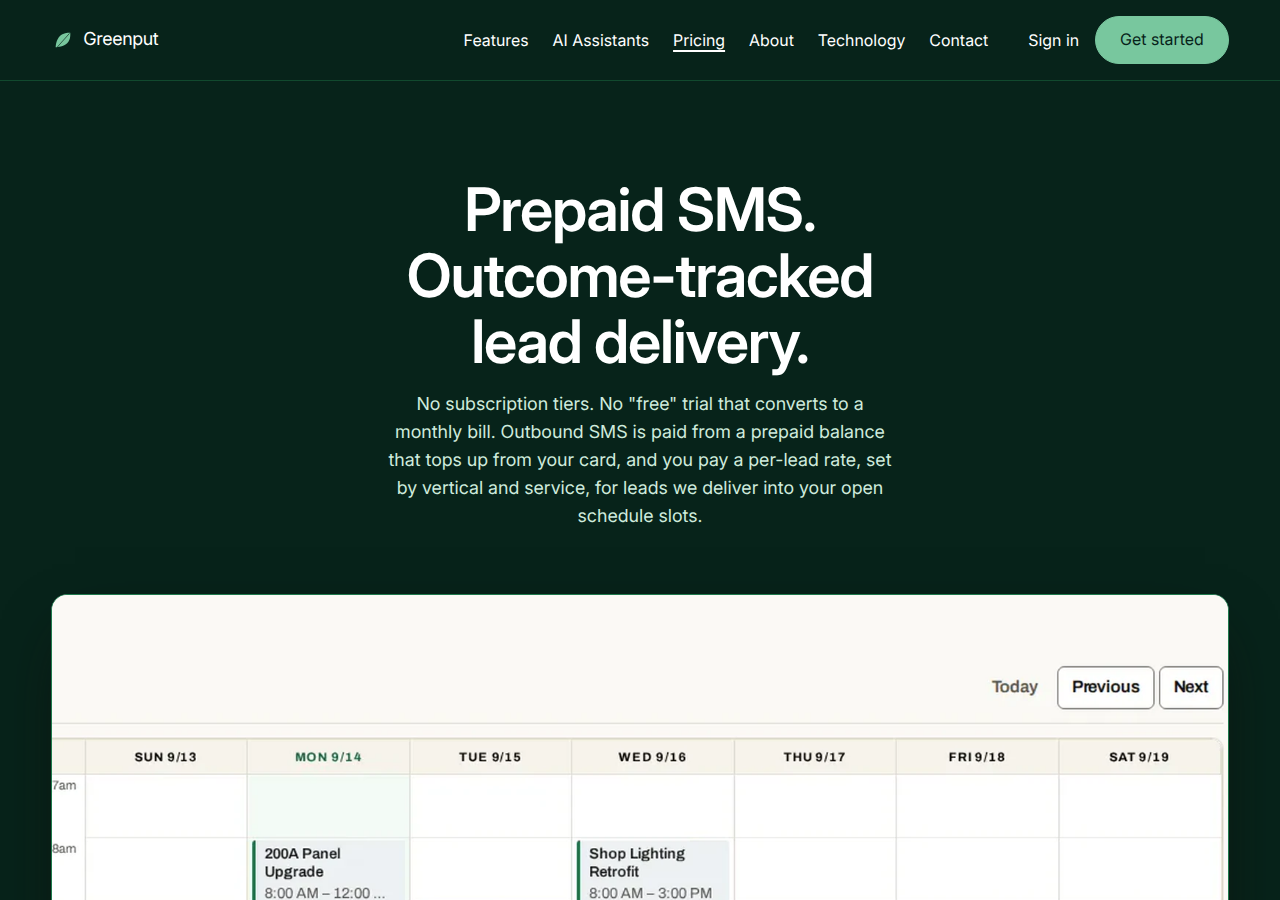 Greenput
Features AI Assistants Pricing About Technology Contact Sign in Get started
Prepaid SMS.
Outcome-tracked
lead delivery.
No subscription tiers. No "free" trial that converts to a
monthly bill. Outbound SMS is paid from a prepaid balance
that tops up from your card, and you pay a per-lead rate, set
by vertical and service, for leads we deliver into your open
schedule slots.
Today Previous Next
SUN 9/13 MON 9/14 TUE 9/15 WED 9/16 THU 9/17 FRI 9/18 SAT 9/19
7am
8am
200A Panel
Upgrade
8:00 AM – 12:00 ...
Shop Lighting
Retrofit
8:00 AM – 3:00 PM